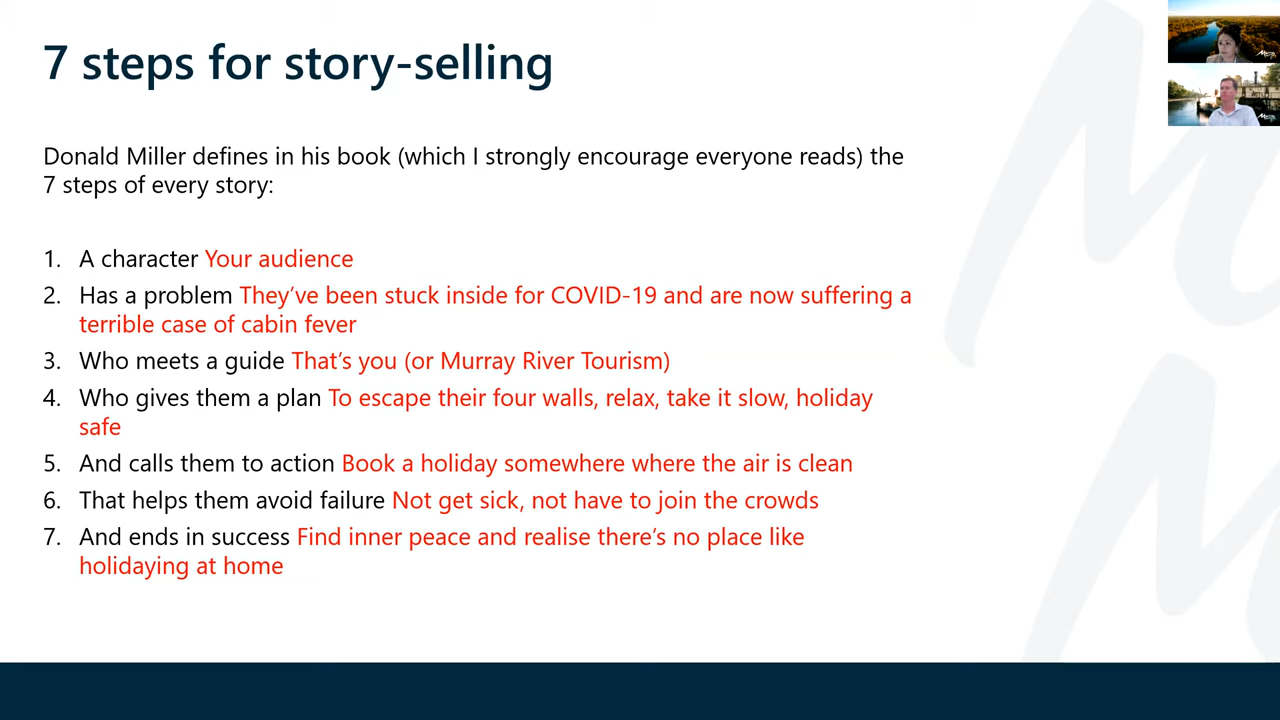 7 steps for story-selling
Donald Miller defines in his book (which I strongly encourage everyone reads) the
7 steps of every story:
1. A character Your audience
2. Has a problem They’ve been stuck inside for COVID-19 and are now suffering a
terrible case of cabin fever
3. Who meets a guide That’s you (or Murray River Tourism)
4. Who gives them a plan To escape their four walls, relax, take it slow, holiday
safe
5. And calls them to action Book a holiday somewhere where the air is clean
6. That helps them avoid failure Not get sick, not have to join the crowds
7. And ends in success Find inner peace and realise there’s no place like
holidaying at home